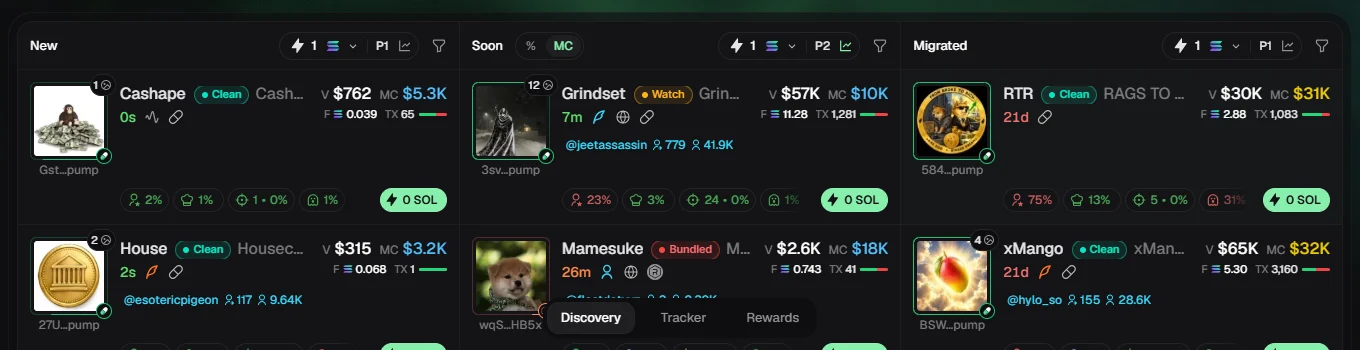 New
1
P1
Soon
%
MC
1
P2
Migrated
1
P1
1
Cashape
Clean
Cash...
V $762
MC $5.3K
0s
F 0.039
TX 65
Gst...pump
2%
1%
1 • 0%
1%
0 SOL
12
Grindset
Watch
Grin...
V $57K
MC $10K
7m
F 11.28
TX 1,281
@jeetassassin
779
41.9K
3sv...pump
23%
3%
24 • 0%
1%
0 SOL
RTR
Clean
RAGS TO ...
V $30K
MC $31K
21d
F 2.88
TX 1,083
584...pump
75%
13%
5 • 0%
31%
0 SOL
2
House
Clean
Housec...
V $315
MC $3.2K
2s
F 0.068
TX 1
@esotericpigeon
117
9.64K
27U...pump
Mamesuke
Bundled
M...
V $2.6K
MC $18K
26m
F 0.743
TX 41
wqS...HB5x
4
xMango
Clean
xMan...
V $65K
MC $32K
21d
F 5.30
TX 3,160
@hylo_so
155
28.6K
BSW...pump
Discovery
Tracker
Rewards